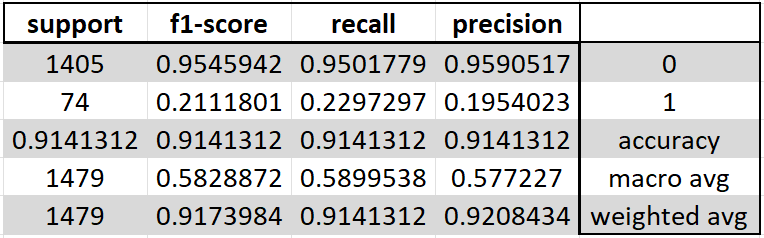 support f1-score recall precision
1405 0.9545942 0.9501779 0.9590517 0
74 0.2111801 0.2297297 0.1954023 1
0.9141312 0.9141312 0.9141312 0.9141312 accuracy
1479 0.5828872 0.5899538 0.577227 macro avg
1479 0.9173984 0.9141312 0.9208434 weighted avg